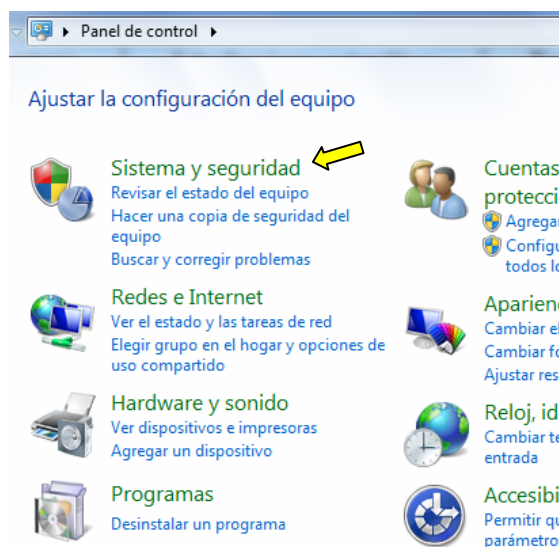 Panel de control
Ajustar la configuración del equipo
Sistema y seguridad
Revisar el estado del equipo
Hacer una copia de seguridad del
equipo
Buscar y corregir problemas
Redes e Internet
Ver el estado y las tareas de red
Elegir grupo en el hogar y opciones de
uso compartido
Hardware y sonido
Ver dispositivos e impresoras
Agregar un dispositivo
Programas
Desinstalar un programa
Cuentas
protecci
Agregar
Configu
todos lo
Aparienc
Cambiar el
Cambiar fo
Ajustar res
Reloj, id
Cambiar te
entrada
Accesibi
Permitir qu
parámetro